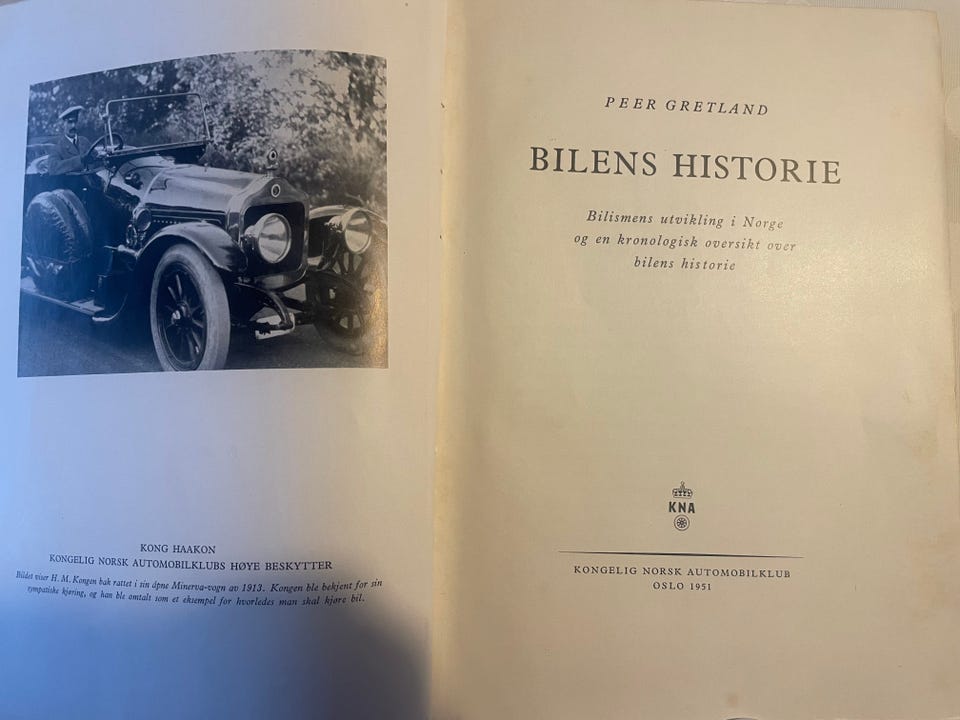 KONG HAAKON
KONGELIG NORSK AUTOMOBILKLUBS HØYE BESKYTTER
Bildet viser H. M. Kongen bak rattet i sin åpne Minerva-vogn av 1913. Kongen ble bekjent for sin
sympatiske kjøring, og han ble omtalt som et eksempel for hvorledes man skal kjøre bil.
PEER GRETLAND
BILENS HISTORIE
Bilismens utvikling i Norge
og en kronologisk oversikt over
bilens historie
KNA
KONGELIG NORSK AUTOMOBILKLUB
OSLO 1951